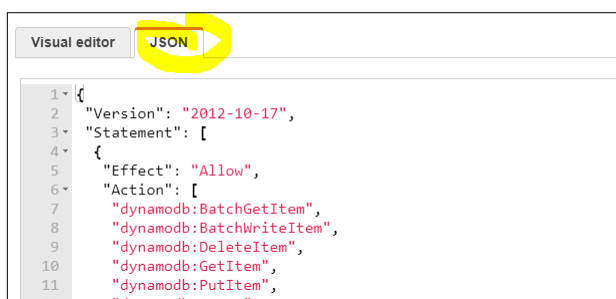 Visual editor JSON
1 {
2 "Version": "2012-10-17",
3 "Statement": [
4 {
5 "Effect": "Allow",
6 "Action": [
7 "dynamodb:BatchGetItem",
8 "dynamodb:BatchWriteItem",
9 "dynamodb:DeleteItem",
10 "dynamodb:GetItem",
11 "dynamodb:PutItem",